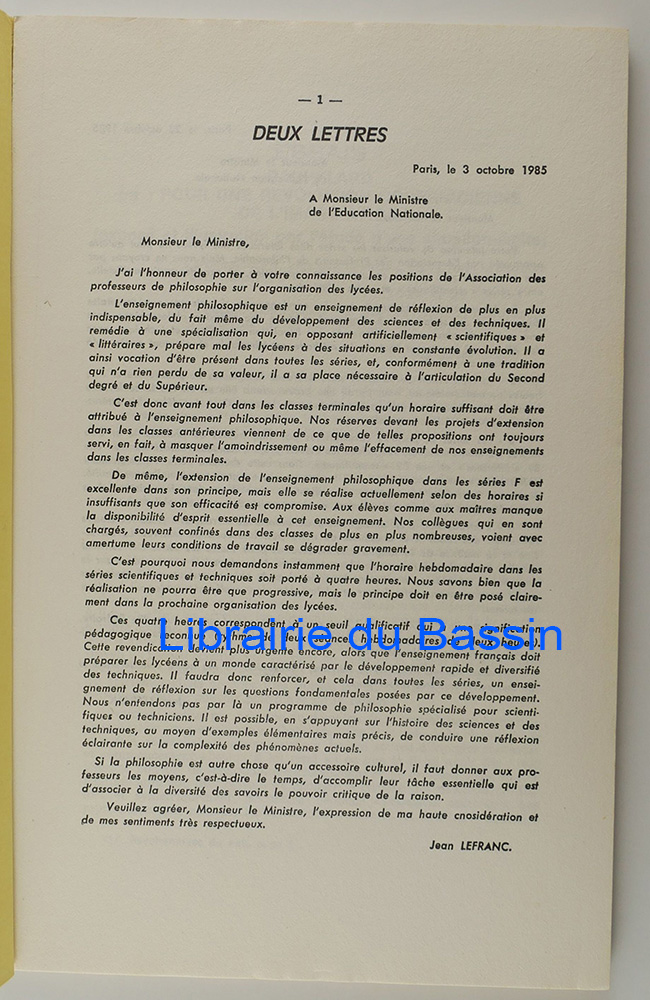 — 1 —
DEUX LETTRES
Paris, le 3 octobre 1985
A Monsieur le Ministre
de l'Education Nationale.
Monsieur le Ministre,
J'ai l'honneur de porter à votre connaissance les positions de l'Association des
professeurs de philosophie sur l'organisation des lycées.
L'enseignement philosophique est un enseignement de réflexion de plus en plus
indispensable, du fait même du développement des sciences et des techniques. Il
remédie à une spécialisation qui, en opposant artificiellement « scientifiques » et
« littéraires », prépare mal les lycéens à des situations en constante évolution. Il a
ainsi vocation d'être présent dans toutes les séries, et, conformément à une tradition
qui n'a rien perdu de sa valeur, il a sa place nécessaire à l'articulation du Second
degré et du Supérieur.
C'est donc avant tout dans les classes terminales qu'un horaire suffisant doit être
attribué à l'enseignement philosophique. Nos réserves devant les projets d'extension
dans les classes antérieures viennent de ce que de telles propositions ont toujours
servi, en fait, à masquer l'amoindrissement ou même l'effacement de nos enseignements
dans les classes terminales.
De même, l'extension de l'enseignement philosophique dans les séries F est
excellente dans son principe, mais elle se réalise actuellement selon des horaires si
insuffisants que son efficacité est compromise. Aux élèves comme aux maîtres manque
la disponibilité d'esprit essentielle à cet enseignement. Nos collègues qui en sont
chargés, souvent confinés dans des classes de plus en plus nombreuses, voient avec
amertume leurs conditions de travail se dégrader gravement.
C'est pourquoi nous demandons instamment que l'horaire hebdomadaire dans les
séries scientifiques et techniques soit porté à quatre heures. Nous savons bien que la
réalisation ne pourra être que progressive, mais le principe doit en être posé claire-
ment dans la prochaine organisation des lycées.
Ces quatre heures correspondent à un seuil qualificatif qui signification
pédagogique reconnue (rythme de deux séances hebdomadaires de deux heures).
Librairie du Bassin
Cette revendication devient plus urgente encore, alors que l'enseignement français doit
préparer les lycéens à un monde caractérisé par le développement rapide et diversifié
des techniques. Il faudra donc renforcer, et cela dans toutes les séries, un ensei-
gnement de réflexion sur les questions fondamentales posées par ce développement.
Nous n'entendons pas par là un programme de philosophie spécialisé pour scienti-
fiques ou techniciens. Il est possible, en s'appuyant sur l'histoire des sciences et des
techniques, au moyen d'exemples élémentaires mais précis, de conduire une réflexion
éclairante sur la complexité des phénomènes actuels.
Si la philosophie est autre chose qu'un accessoire culturel, il faut donner aux pro-
fesseurs les moyens, c'est-à-dire le temps, d'accomplir leur tâche essentielle qui est
d'associer à la diversité des savoirs le pouvoir critique de la raison.
Veuillez agréer, Monsieur le Ministre, l'expression de ma haute cnosidération et
de mes sentiments très respectueux.
Jean LEFRANC.